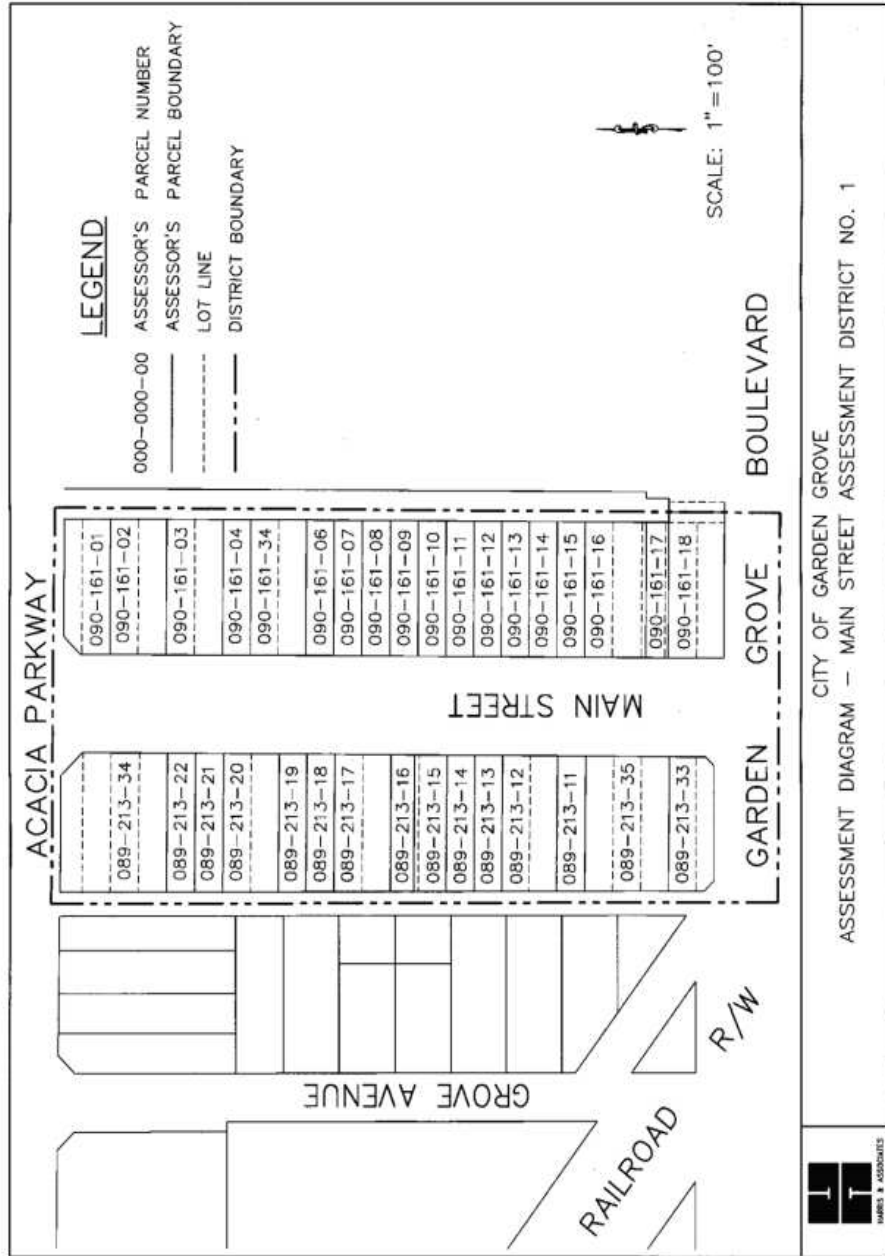 ACACIA PARKWAY
LEGEND
000-000-00 ASSESSOR'S PARCEL NUMBER
ASSESSOR'S PARCEL BOUNDARY
LOT LINE
DISTRICT BOUNDARY
089-213-34
089-213-22
089-213-21
089-213-20
089-213-19
089-213-18
089-213-17
089-213-16
089-213-15
089-213-14
089-213-13
089-213-12
089-213-11
089-213-35
089-213-33
MAIN STREET
090-161-01
090-161-02
090-161-03
090-161-04
090-161-34
090-161-06
090-161-07
090-161-08
090-161-09
090-161-10
090-161-11
090-161-12
090-161-13
090-161-14
090-161-15
090-161-16
090-161-17
090-161-18
GROVE AVENUE
RAILROAD R/W
GARDEN GROVE BOULEVARD
SCALE: 1"=100'
HARRIS & ASSOCIATES
CITY OF GARDEN GROVE
ASSESSMENT DIAGRAM - MAIN STREET ASSESSMENT DISTRICT NO. 1